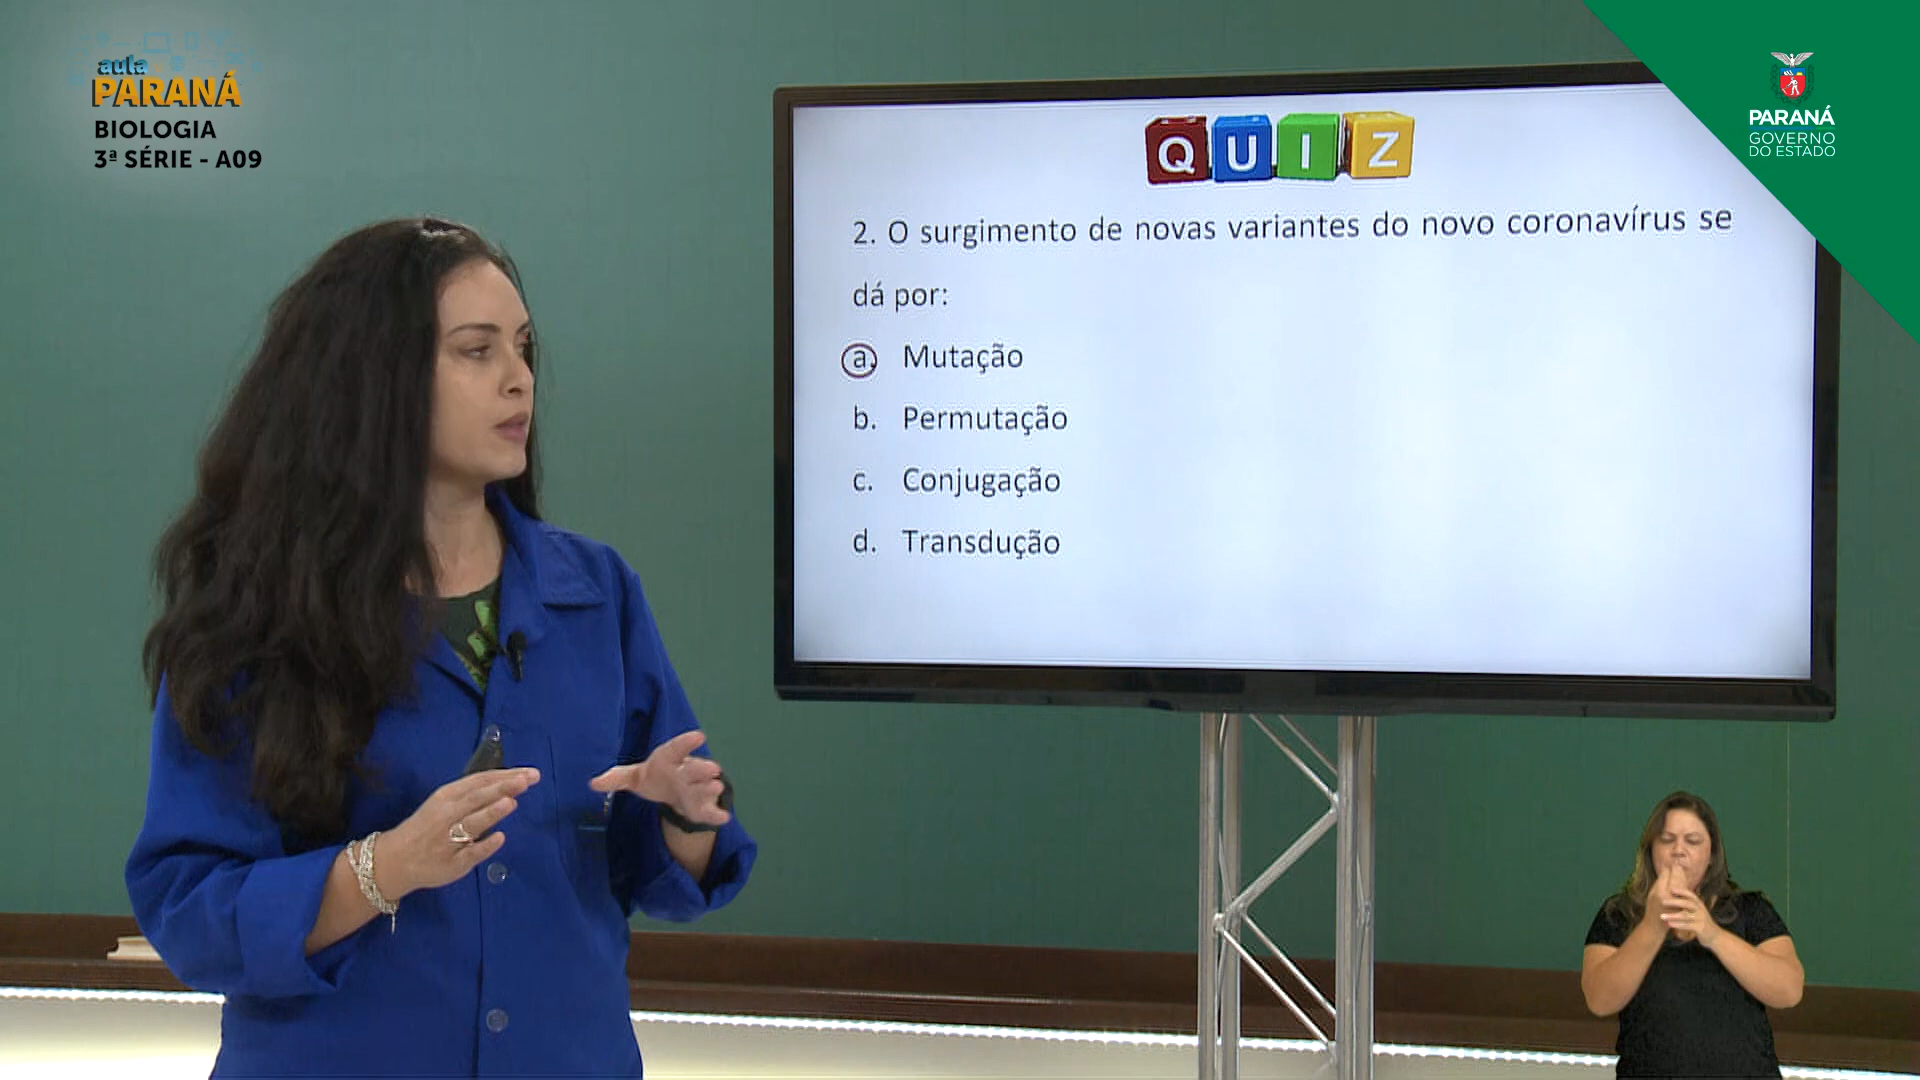 aula
PARANÁ
BIOLOGIA
3ª SÉRIE - A09
QUIZ
2. O surgimento de novas variantes do novo coronavírus se
dá por:
a. Mutação
b. Permutação
c. Conjugação
d. Transdução
PARANÁ
GOVERNO
DO ESTADO